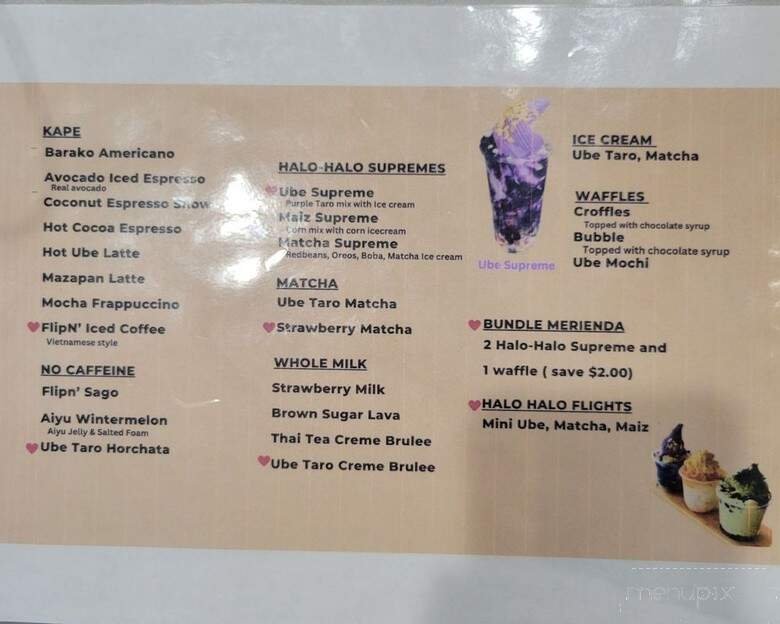 KAPE
Barako Americano
Avocado Iced Espresso
Real avocado
Coconut Espresso Snow
Hot Cocoa Espresso
Hot Ube Latte
Mazapan Latte
Mocha Frappuccino
FlipN' Iced Coffee
Vietnamese style
NO CAFFEINE
Flipn' Sago
Aiyu Wintermelon
Aiyu Jelly & Salted Foam
Ube Taro Horchata
HALO-HALO SUPREMES
Ube Supreme
Purple Taro mix with Ice cream
Maiz Supreme
Corn mix with corn icecream
Matcha Supreme
Redbeans, Oreos, Boba, Matcha Ice cream
MATCHA
Ube Taro Matcha
Strawberry Matcha
WHOLE MILK
Strawberry Milk
Brown Sugar Lava
Thai Tea Creme Brulee
Ube Taro Creme Brulee
Ube Supreme
ICE CREAM
Ube Taro, Matcha
WAFFLES
Croffles
Topped with chocolate syrup
Bubble
Topped with chocolate syrup
Ube Mochi
BUNDLE MERIENDA
2 Halo-Halo Supreme and
1 waffle ( save $2.00)
HALO HALO FLIGHTS
Mini Ube, Matcha, Maiz
menupix